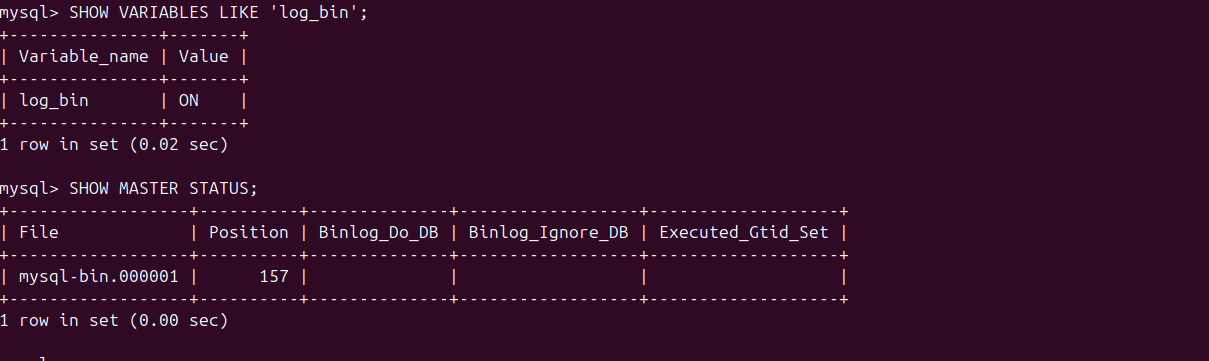 mysql> SHOW VARIABLES LIKE 'log_bin';
+---------------+-------+
| Variable_name | Value |
+---------------+-------+
| log_bin       | ON    |
+---------------+-------+
1 row in set (0.02 sec)

mysql> SHOW MASTER STATUS;
+------------------+----------+--------------+------------------+-------------------+
| File             | Position | Binlog_Do_DB | Binlog_Ignore_DB | Executed_Gtid_Set |
+------------------+----------+--------------+------------------+-------------------+
| mysql-bin.000001 |      157 |              |                  |                   |
+------------------+----------+--------------+------------------+-------------------+
1 row in set (0.00 sec)